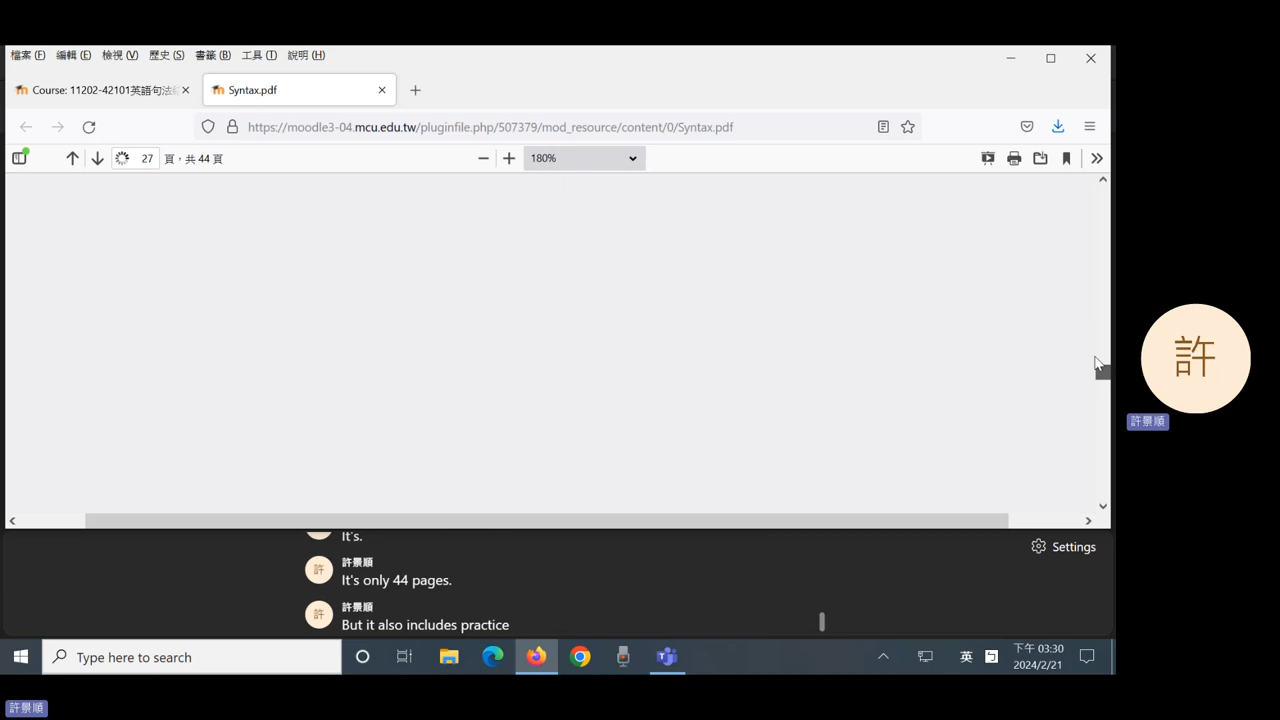 檔案 (F) 編輯 (E) 檢視 (V) 歷史 (S) 書籤 (B) 工具 (T) 說明 (H)
Course: 11202-42101英語句法結 Syntax.pdf
https://moodle3-04.mcu.edu.tw/pluginfile.php/507379/mod_resource/content/0/Syntax.pdf
27 頁，共 44 頁 180%
許
許景順
It's.
Settings
許 許景順
It's only 44 pages.
許 許景順
But it also includes practice
Type here to search
英
下午 03:30
2024/2/21
許景順